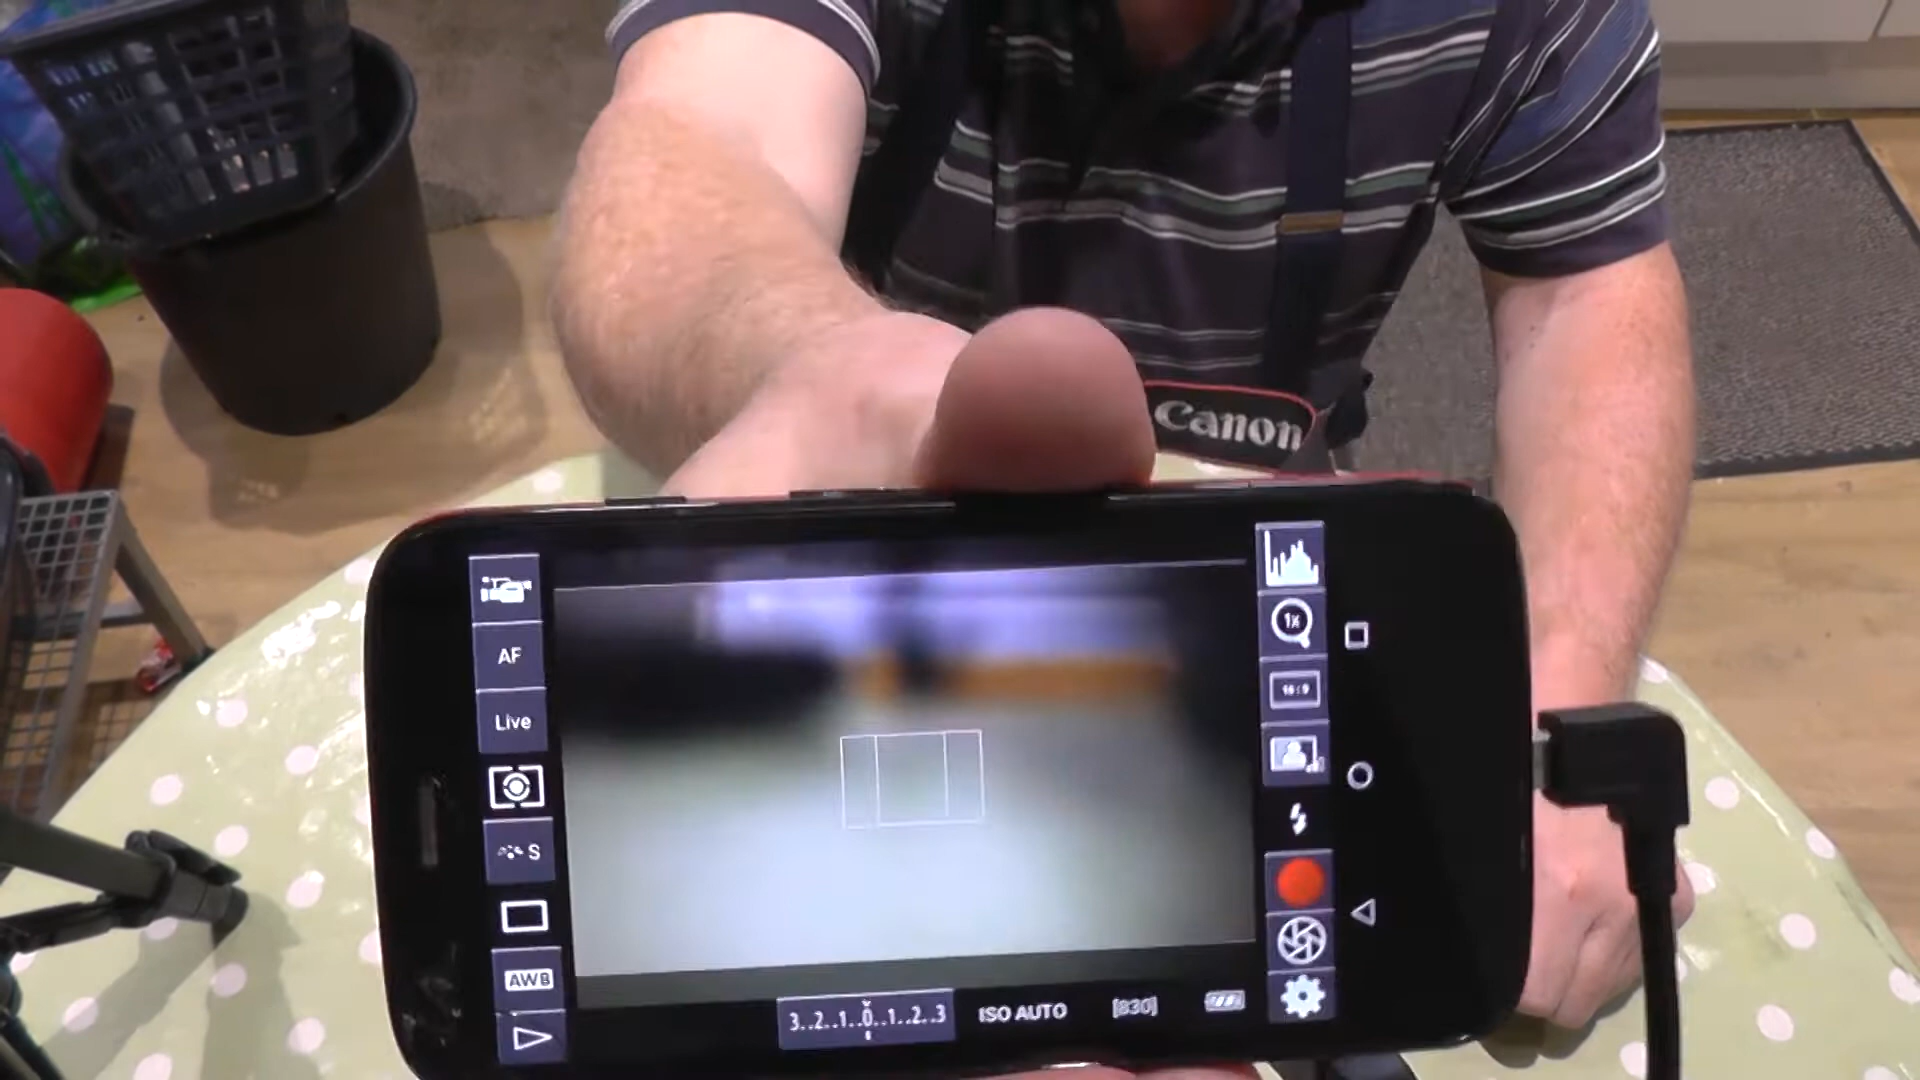 Canon
AF
1x
Live
16:9
S
AWB
3..2..1..0..1..2..3
ISO AUTO
[830]